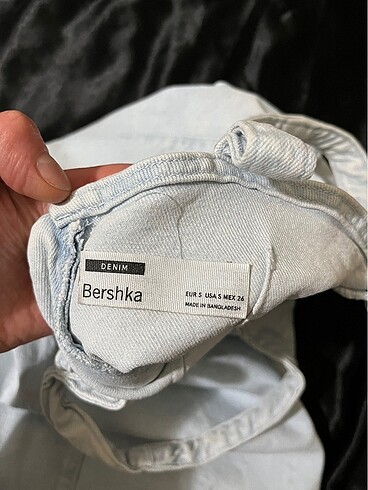 DENIM
Bershka
EUR S USA S MEX 26
MADE IN BANGLADESH